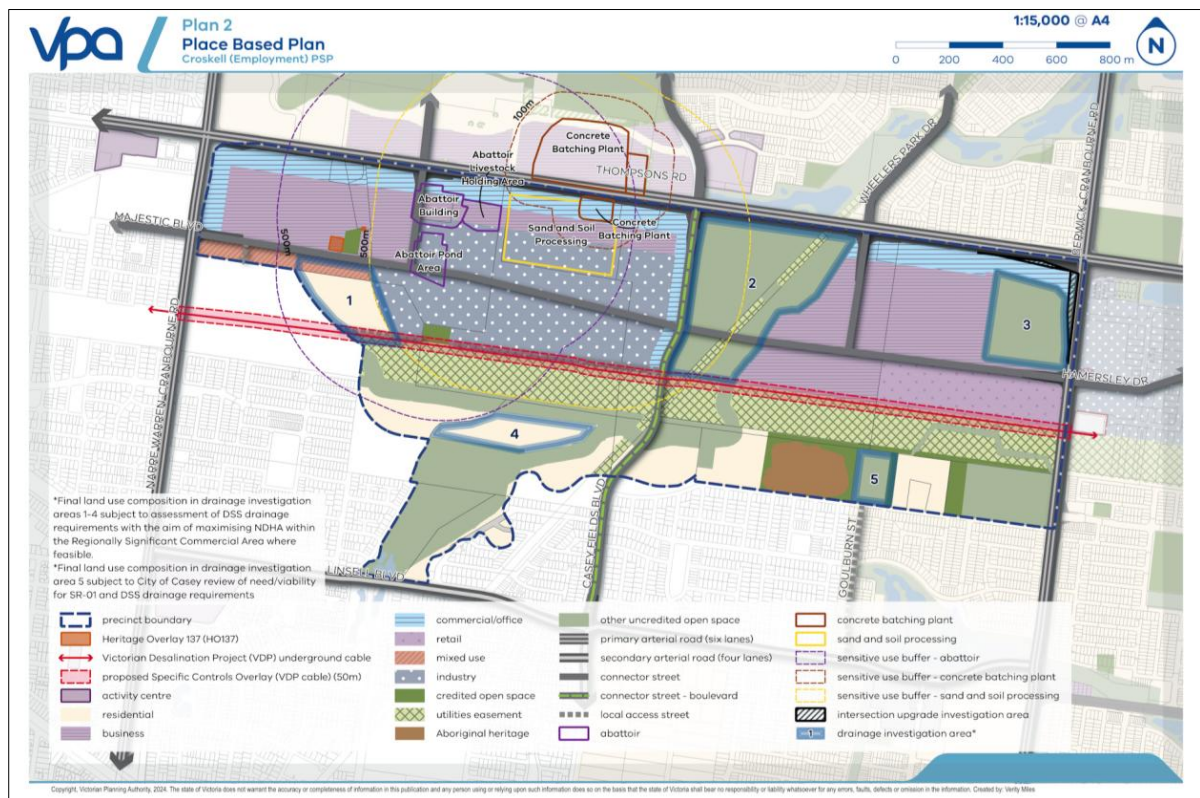 vpa
Plan 2
Place Based Plan
Croskell (Employment) PSP
1:15,000 @ A4
0 200 400 600 800 m
N
100m
Concrete
Batching Plant
THOMPSONS RD
WHEELERS PARK DR
BERWICK-CRANBOURNE RD
Abattoir
Livestock
Holding Area
Abattoir
Building
Sand and Soil
Processing
Concrete
Batching Plant
MAJESTIC BLVD
500m
500m
Abattoir Pond
Area
1
2
3
HAMERSLEY DR
NARRE WARREN-CRANBOURNE RD
4
5
CASEY FIELDS BLVD
GOULBURN ST
LINSELL BLVD
*Final land use composition in drainage investigation
areas 1-4 subject to assessment of DSS drainage
requirements with the aim of maximising NDHA within
the Regionally Significant Commercial Area where
feasible.
*Final land use composition in drainage investigation
area 5 subject to City of Casey review of need/viability
for SR-01 and DSS drainage requirements
precinct boundary
Heritage Overlay 137 (HO137)
Victorian Desalination Project (VDP) underground cable
proposed Specific Controls Overlay (VDP cable) (50m)
activity centre
residential
business
commercial/office
retail
mixed use
industry
credited open space
utilities easement
Aboriginal heritage
other uncredited open space
primary arterial road (six lanes)
secondary arterial road (four lanes)
connector street
connector street - boulevard
local access street
abattoir
concrete batching plant
sand and soil processing
sensitive use buffer - abattoir
sensitive use buffer - concrete batching plant
sensitive use buffer - sand and soil processing
intersection upgrade investigation area
1
drainage investigation area*
Copyright, Victorian Planning Authority, 2024. The state of Victoria does not warrant the accuracy or completeness of information in this publication and any person using or relying upon such information does so on the basis that the state of Victoria shall bear no responsibility or liability whatsoever for any errors, faults, defects or omission in the information. Created by: Verity Miles